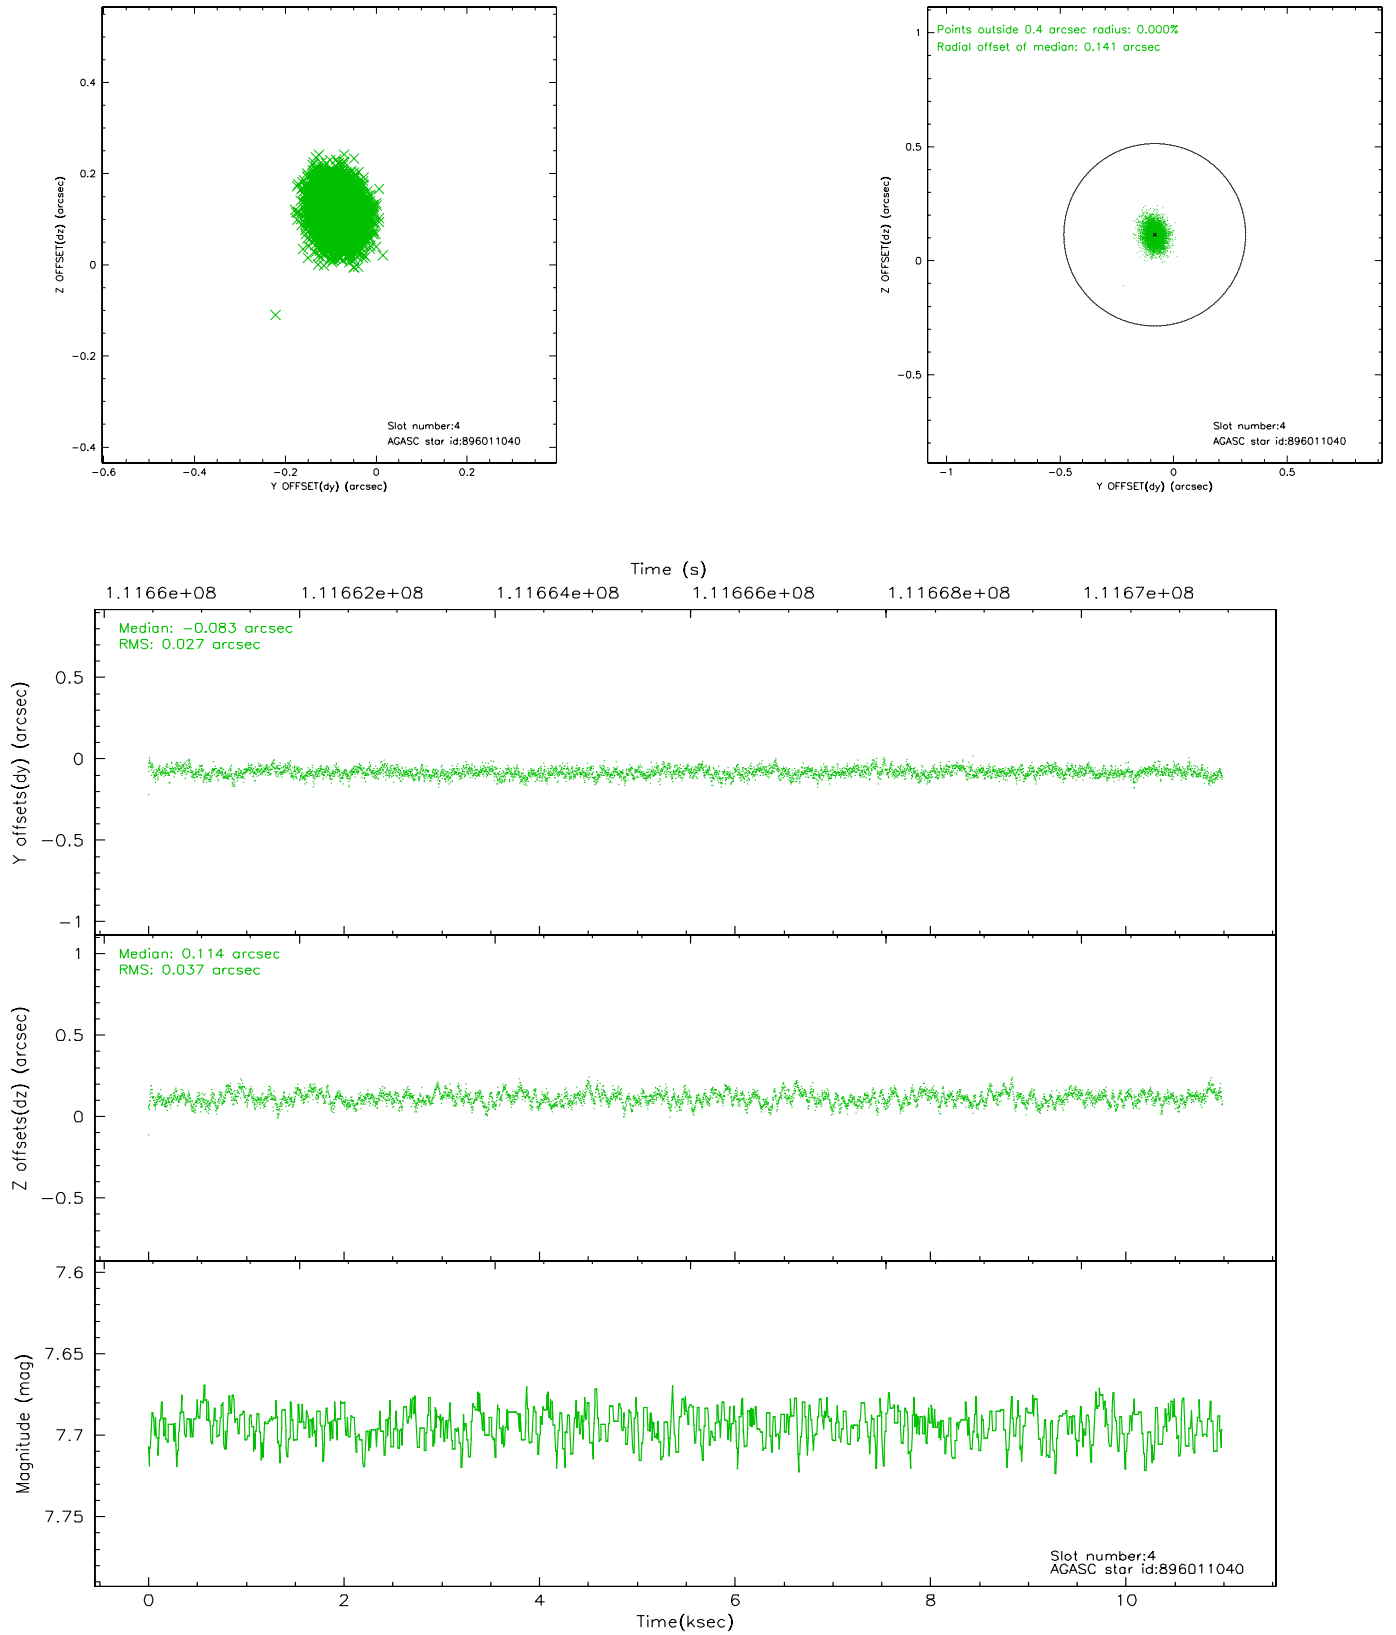 0.4
0.2
0
-0.2
-0.4
Z OFFSET(dz) (arcsec)
Slot number:4
AGASC star id:896011040
-0.6 -0.4 -0.2 0 0.2
Y OFFSET(dy) (arcsec)
Points outside 0.4 arcsec radius: 0.000%
Radial offset of median: 0.141 arcsec
1
0.5
0
-0.5
Z OFFSET(dz) (arcsec)
Slot number:4
AGASC star id:896011040
-1 -0.5 0 0.5
Y OFFSET(dy) (arcsec)
Time (s)
1.1166e+08 1.11662e+08 1.11664e+08 1.11666e+08 1.11668e+08 1.1167e+08
Median: -0.083 arcsec
RMS: 0.027 arcsec
0.5
0
-0.5
-1
Y offsets(dy) (arcsec)
Median: 0.114 arcsec
RMS: 0.037 arcsec
1
0.5
0
-0.5
Z offsets(dz) (arcsec)
7.6
7.65
7.7
7.75
Magnitude (mag)
Slot number:4
AGASC star id:896011040
0 2 4 6 8 10
Time(ksec)